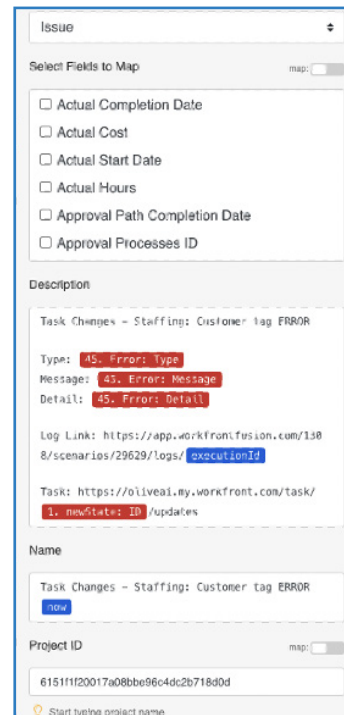 Issue
Select Fields to Map
map:
Actual Completion Date
Actual Cost
Actual Start Date
Actual Hours
Approval Path Completion Date
Approval Processes ID
Description
Task Changes - Staffing: Customer tag ERROR
Type: 45. Error: Type
Message: 45. Error: Message
Detail: 45. Error: Detail
Log Link: https://app.workfrontfusion.com/130
8/scenarios/29629/logs/ executionId
Task: https://oliveai.my.workfront.com/task/
1. newState: ID /updates
Name
Task Changes - Staffing: Customer tag ERROR
now
Project ID
map:
6151f1f20017a08bbe96c4dc2b718d0d
Start typing project name